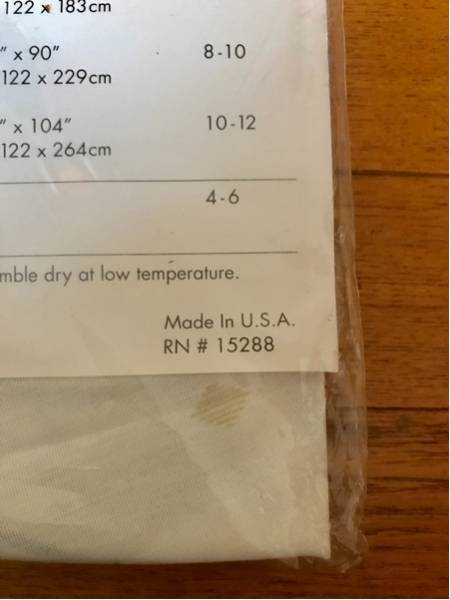 122 x 183cm
" x 90" 8-10
122 x 229cm
" x 104" 10-12
122 x 264cm
4-6
mble dry at low temperature.
Made In U.S.A.
RN # 15288